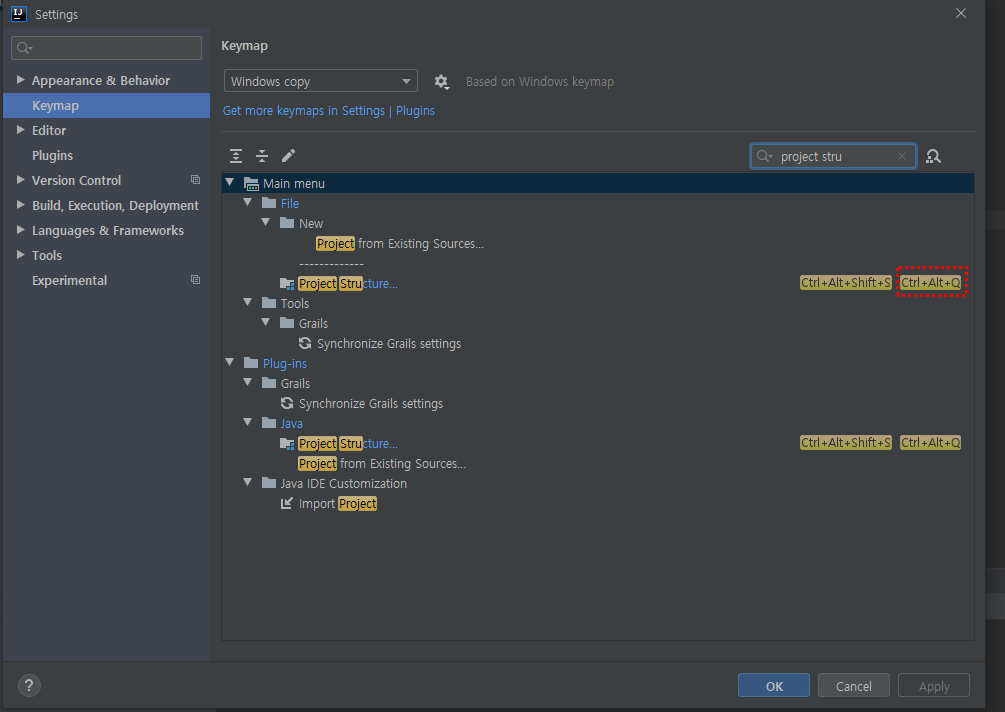 IJ Settings
Keymap
Appearance & Behavior
Keymap
Editor
Plugins
Version Control
Build, Execution, Deployment
Languages & Frameworks
Tools
Experimental
Windows copy Based on Windows keymap
Get more keymaps in Settings | Plugins
project stru
Main menu
File
New
Project from Existing Sources...
-------------
Project Structure... Ctrl+Alt+Shift+S Ctrl+Alt+Q
Tools
Grails
Synchronize Grails settings
Plug-ins
Grails
Synchronize Grails settings
Java
Project Structure... Ctrl+Alt+Shift+S Ctrl+Alt+Q
Project from Existing Sources...
Java IDE Customization
Import Project
? OK Cancel Apply